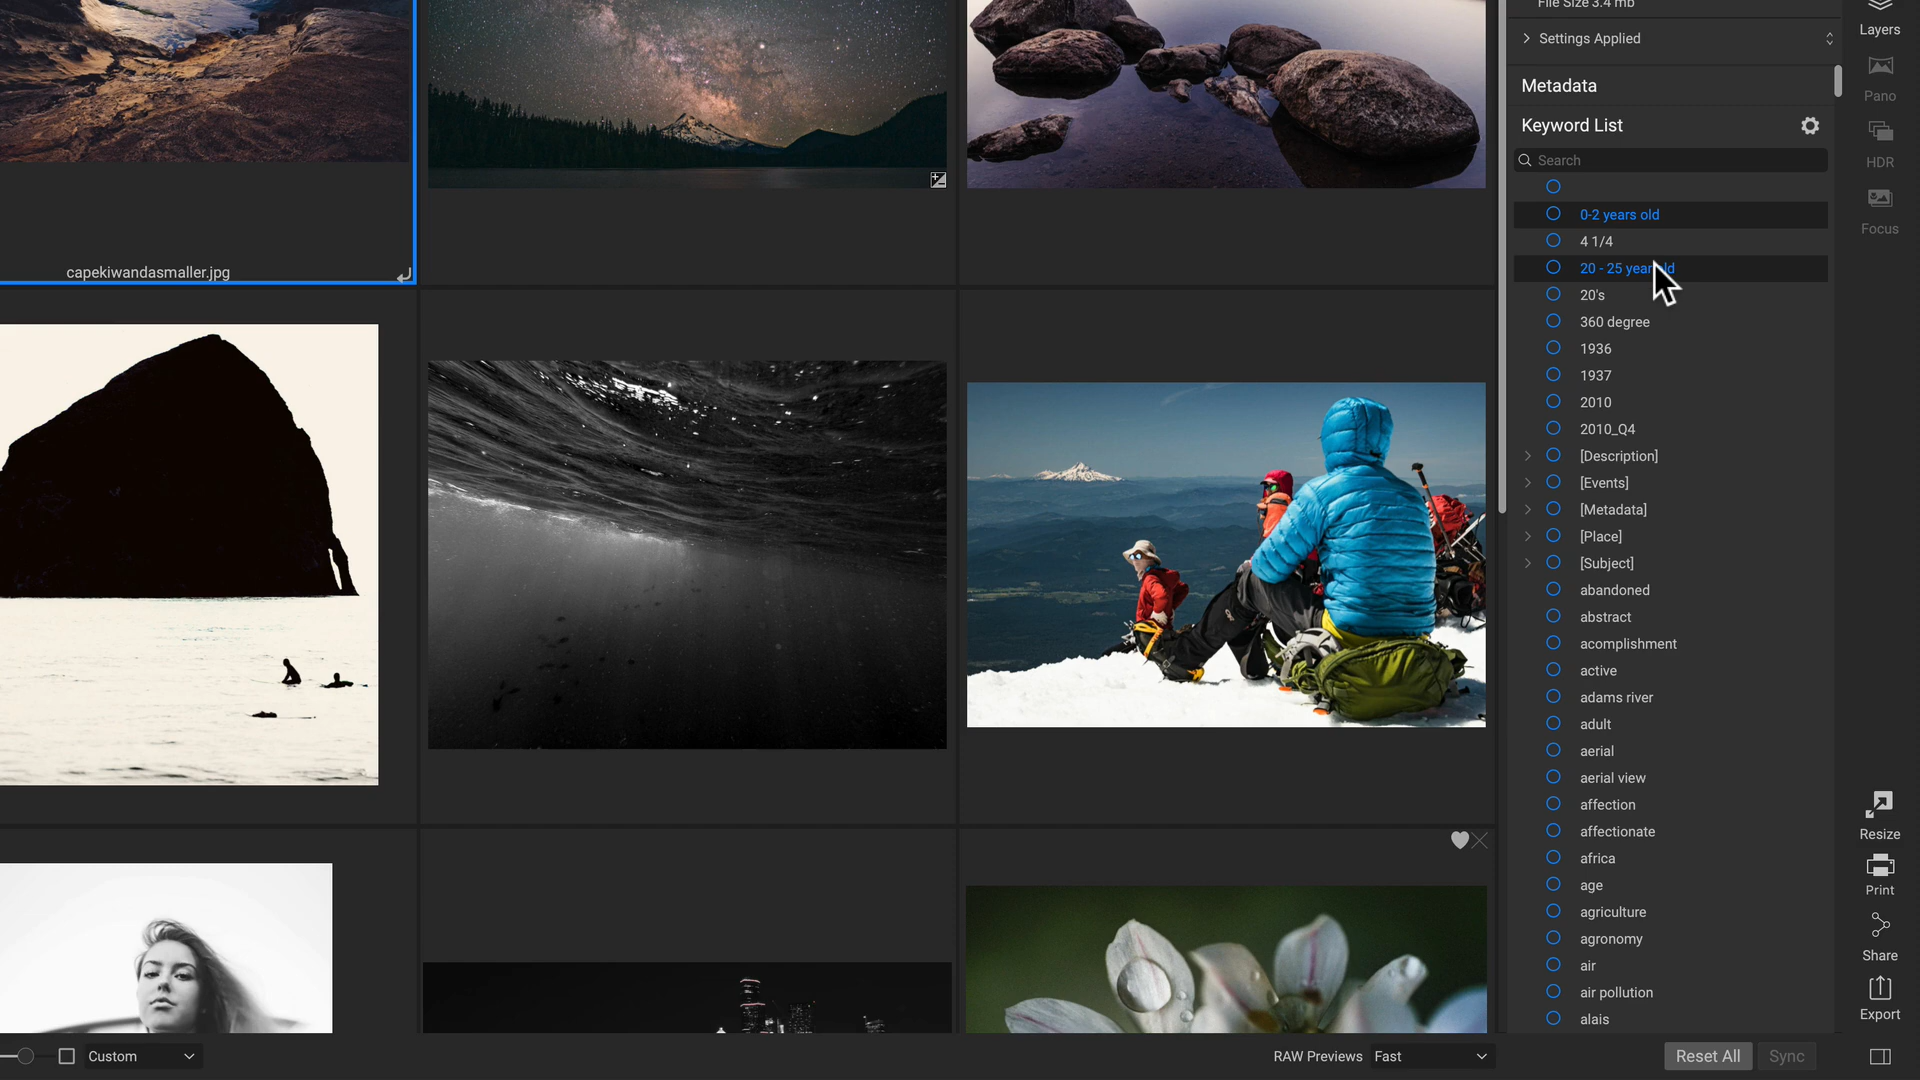 File Size 3.4 mb
Settings Applied
Metadata
Keyword List
Search
0-2 years old
4 1/4
20 - 25 year old
20's
360 degree
1936
1937
2010
2010_Q4
[Description]
[Events]
[Metadata]
[Place]
[Subject]
abandoned
abstract
acomplishment
active
adams river
adult
aerial
aerial view
affection
affectionate
africa
age
agriculture
agronomy
air
air pollution
alais
Layers
Pano
HDR
Focus
Resize
Print
Share
Export
capekiwandasmaller.jpg
Custom
RAW Previews Fast
Reset All
Sync